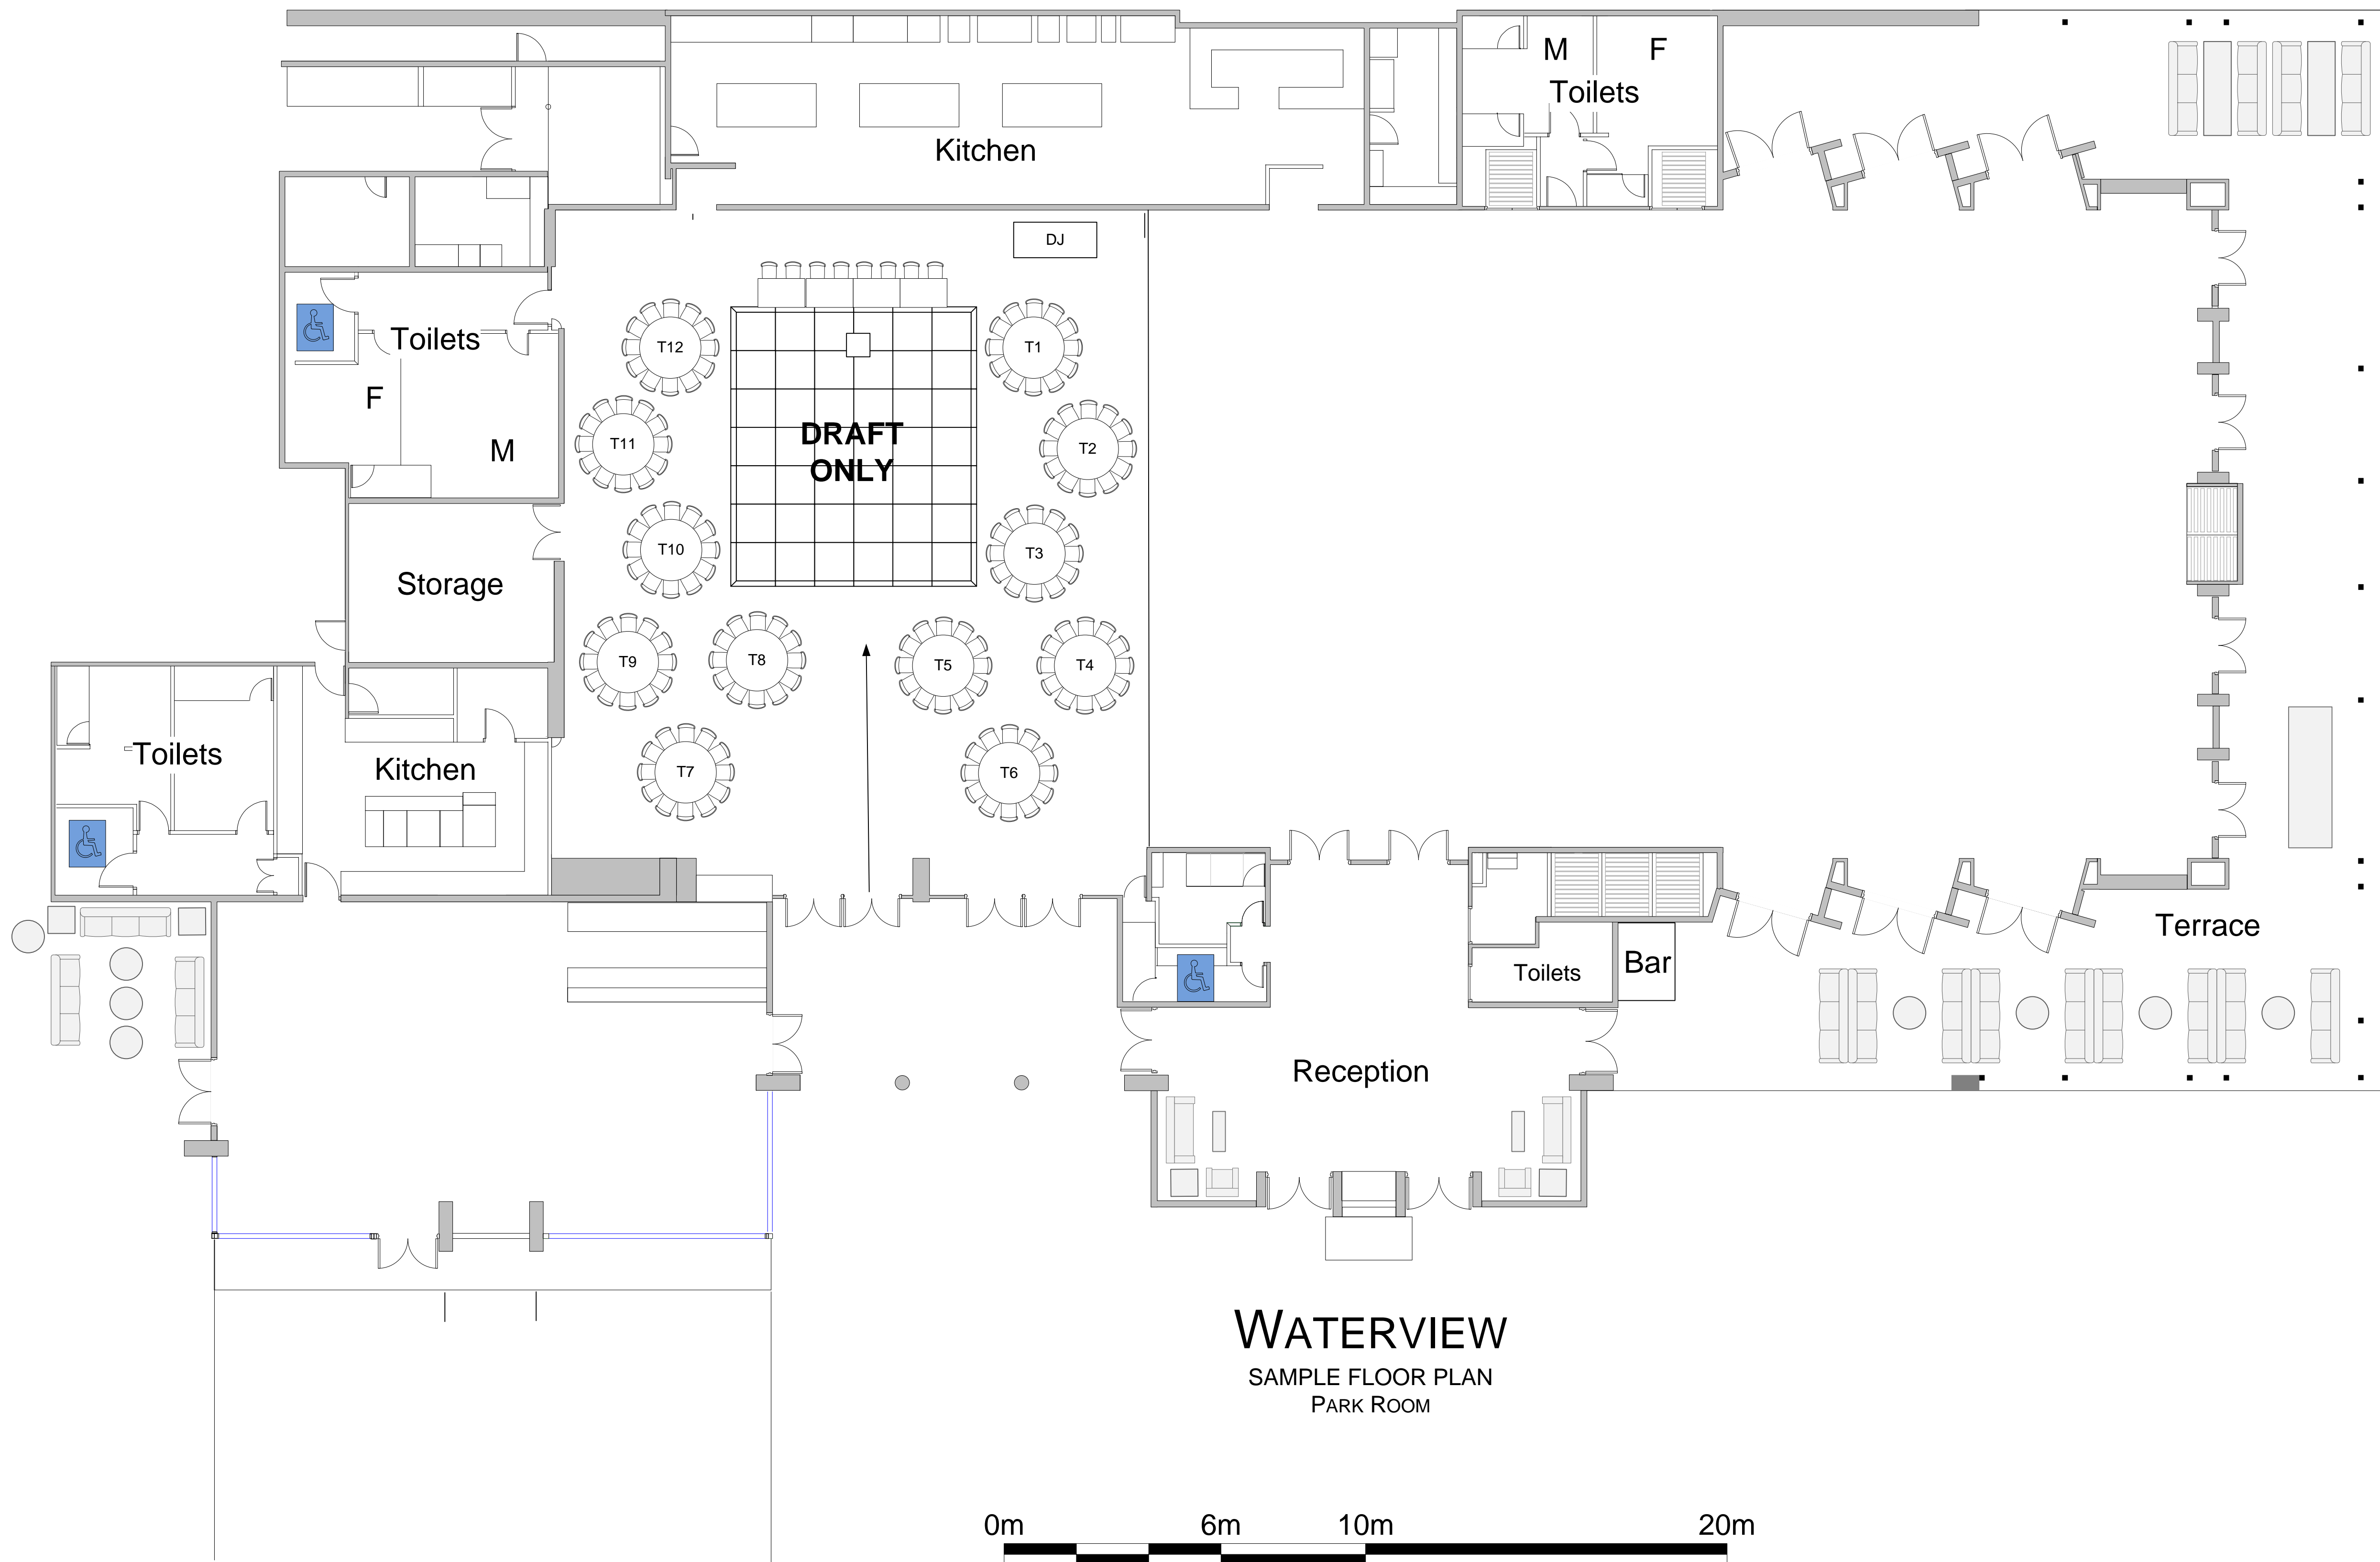 M
F
Toilets
Kitchen
DJ
Toilets
F
M
T12
T1
T11
DRAFT
ONLY
T2
T10
T3
Storage
T9
T8
T5
T4
Toilets
Kitchen
T7
T6
Terrace
Toilets
Bar
Reception
WATERVIEW
SAMPLE FLOOR PLAN
PARK ROOM
0m 6m 10m 20m